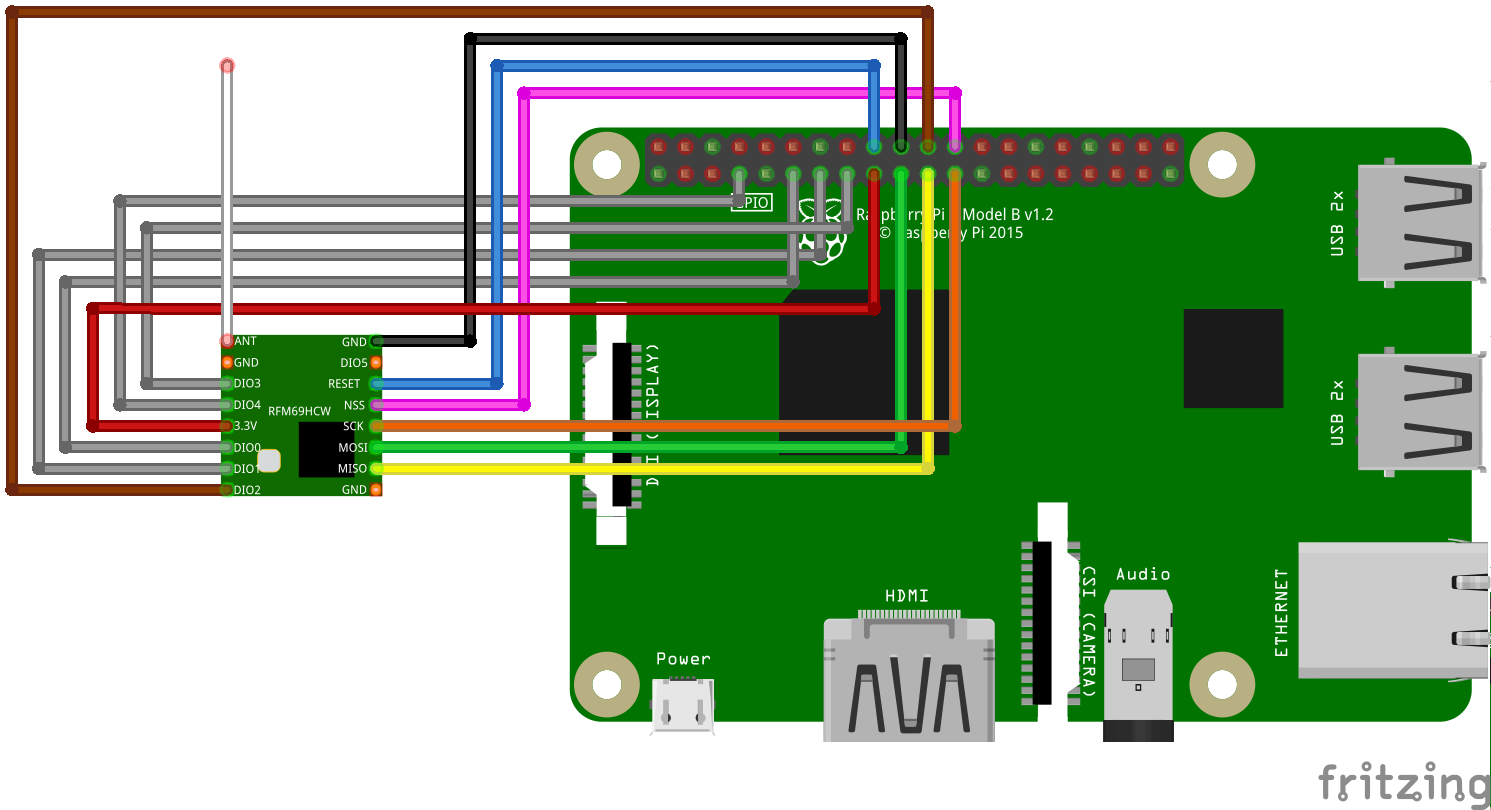 GPIO
Raspberry Pi Model B v1.2
© Raspberry Pi 2015
USB 2x
USB 2x
ETHERNET
DSI (DISPLAY)
ANT
GND
DIO3
DIO4
3.3V
DIO0
DIO1
DIO2
RFM69HCW
GND
DIO5
RESET
NSS
SCK
MOSI
MISO
GND
HDMI
CSI (CAMERA)
Audio
Power
fritzing